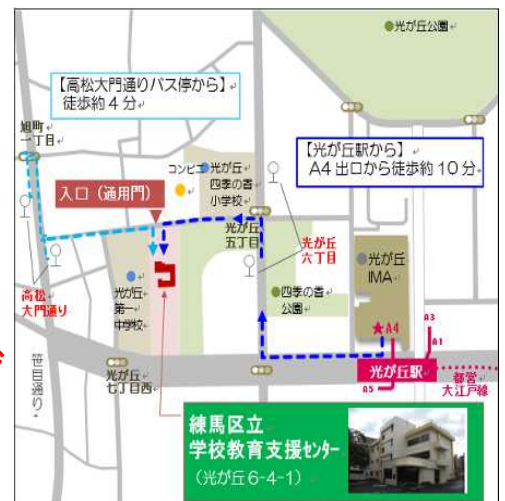 光が丘公園
【高松大門通りバス停から】
徒歩約4分
旭町
一丁目
【光が丘駅から】
A4 出口から徒歩約10分
コンビニ
光が丘
四季の香
小学校
入口（通用門）
光が丘
五丁目
光が丘
六丁目
光が丘
IMA
高松
大門通り
光が丘
第一
中学校
四季の香
公園
★A4
A3
A1
A5
光が丘駅
都営
大江戸線
笹目通り
光が丘
七丁目西
練馬区立
学校教育支援センター
（光が丘6-4-1）